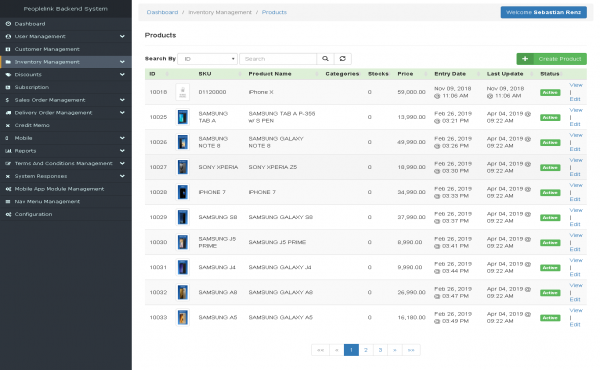 Peoplelink Backend System
Dashboard
User Management
Customer Management
Inventory Management
Discounts
Subscription
Sales Order Management
Delivery Order Management
Credit Memo
Mobile
Reports
Terms And Conditions Management
System Responses
Mobile App Module Management
Nav Menu Management
Configuration
Dashboard / Inventory Management / Products
Welcome Sebastian Renz
Products
Search By ID Search Create Product
ID SKU Product Name Categories Stocks Price Entry Date Last Update Status
10018 01120000 iPhone X 0 59,000.00 Nov 09, 2018 @ 11:06 AM Nov 09, 2018 @ 11:06 AM Active View | Edit
10025 SAMSUNG TAB A SAMSUNG TAB A P-355 w/ S PEN 0 13,990.00 Feb 26, 2019 @ 03:21 PM Apr 04, 2019 @ 09:22 AM Active View | Edit
10026 SAMSUNG NOTE 8 SAMSUNG GALAXY NOTE 8 0 49,990.00 Feb 26, 2019 @ 03:26 PM Apr 04, 2019 @ 09:22 AM Active View | Edit
10027 SONY XPERIA SONY XPERIA Z5 0 18,990.00 Feb 26, 2019 @ 03:30 PM Apr 04, 2019 @ 09:22 AM Active View | Edit
10028 IPHONE 7 IPHONE 7 0 34,990.00 Feb 26, 2019 @ 03:33 PM Apr 04, 2019 @ 09:22 AM Active View | Edit
10029 SAMSUNG S8 SAMSUNG GALAXY S8 0 37,990.00 Feb 26, 2019 @ 03:37 PM Apr 04, 2019 @ 09:22 AM Active View | Edit
10030 SAMSUNG J5 PRIME SAMSUNG J5 PRIME 0 8,990.00 Feb 26, 2019 @ 03:41 PM Apr 04, 2019 @ 09:22 AM Active View | Edit
10031 SAMSUNG J4 SAMSUNG GALAXY J4 0 9,990.00 Feb 26, 2019 @ 03:44 PM Apr 04, 2019 @ 09:22 AM Active View | Edit
10032 SAMSUNG A8 SAMSUNG GALAXY A8 0 26,990.00 Feb 26, 2019 @ 03:47 PM Apr 04, 2019 @ 09:22 AM Active View | Edit
10033 SAMSUNG A5 SAMSUNG GALAXY A5 0 16,180.00 Feb 26, 2019 @ 03:49 PM Apr 04, 2019 @ 09:22 AM Active View | Edit
«« « 1 2 3 » »»